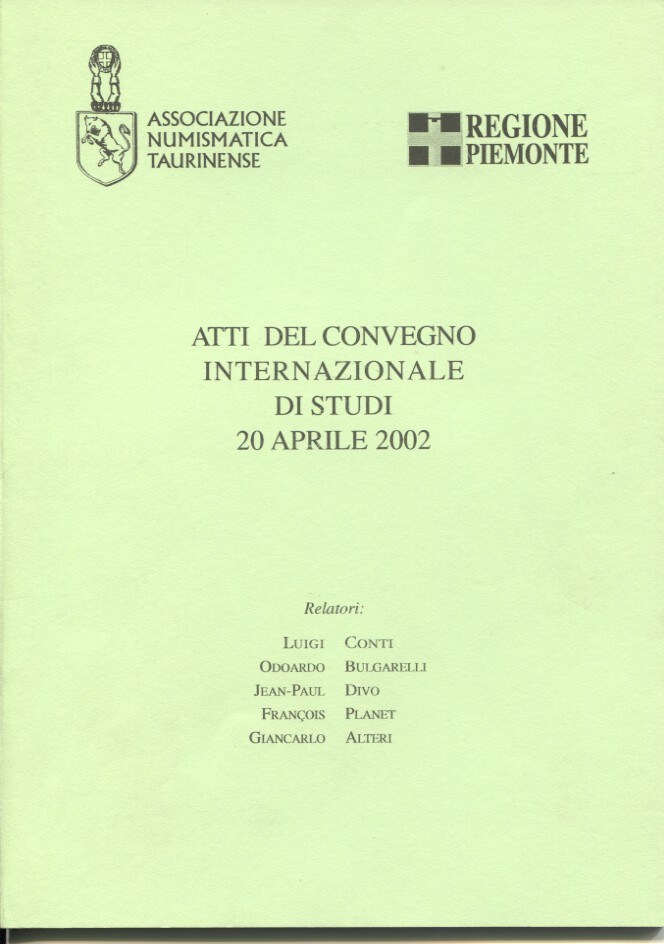 ASSOCIAZIONE
NUMISMATICA
TAURINENSE
REGIONE
PIEMONTE
ATTI DEL CONVEGNO
INTERNAZIONALE
DI STUDI
20 APRILE 2002
Relatori:
LUIGI CONTI
ODOARDO BULGARELLI
JEAN-PAUL DIVO
FRANÇOIS PLANET
GIANCARLO ALTERI